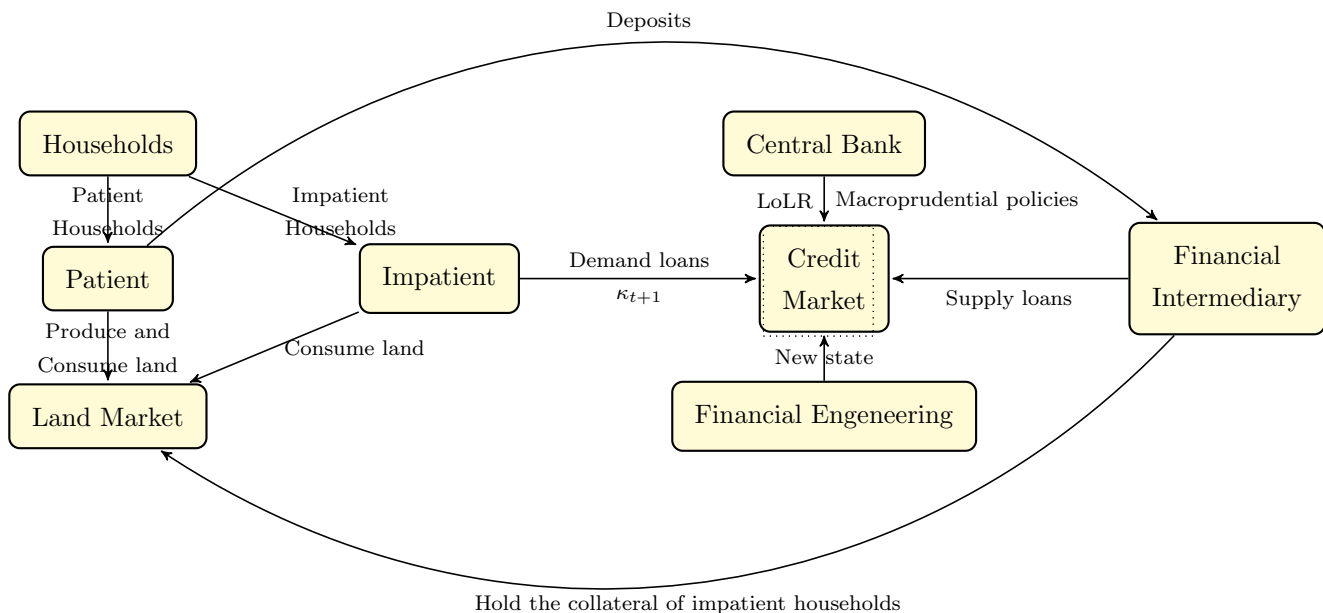 Deposits
Households
Central Bank
Patient
Households
Impatient
Households
LoLR
Macroprudential policies
Patient
Impatient
Demand loans
κt+1
Credit
Market
Supply loans
Financial
Intermediary
Produce and
Consume land
Consume land
New state
Land Market
Financial Engeneering
Hold the collateral of impatient households